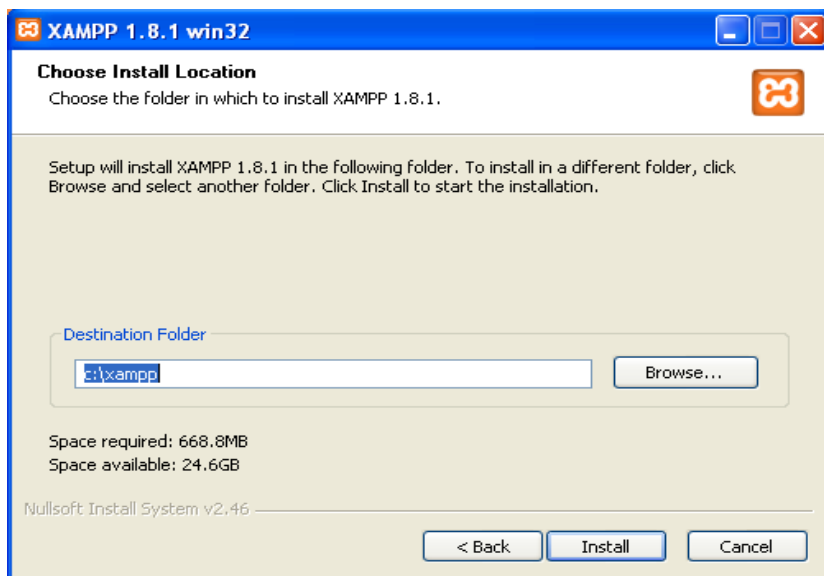 XAMPP 1.8.1 win32
Choose Install Location
Choose the folder in which to install XAMPP 1.8.1.
Setup will install XAMPP 1.8.1 in the following folder. To install in a different folder, click
Browse and select another folder. Click Install to start the installation.
Destination Folder
c:\xampp
Browse...
Space required: 668.8MB
Space available: 24.6GB
Nullsoft Install System v2.46
< Back
Install
Cancel